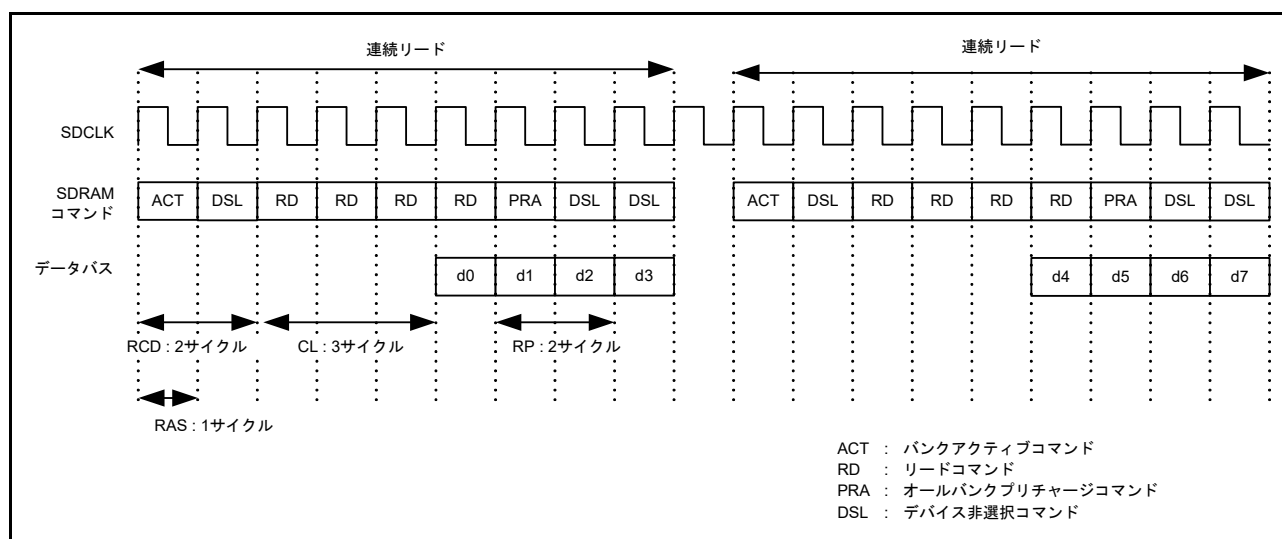 連続リード 連続リード
SDCLK
SDRAM
コマンド
ACT DSL RD RD RD RD PRA DSL DSL ACT DSL RD RD RD RD PRA DSL DSL
データバス d0 d1 d2 d3 d4 d5 d6 d7
RCD : 2サイクル CL : 3サイクル RP : 2サイクル
RAS : 1サイクル
ACT : バンクアクティブコマンド
RD : リードコマンド
PRA : オールバンクプリチャージコマンド
DSL : デバイス非選択コマンド